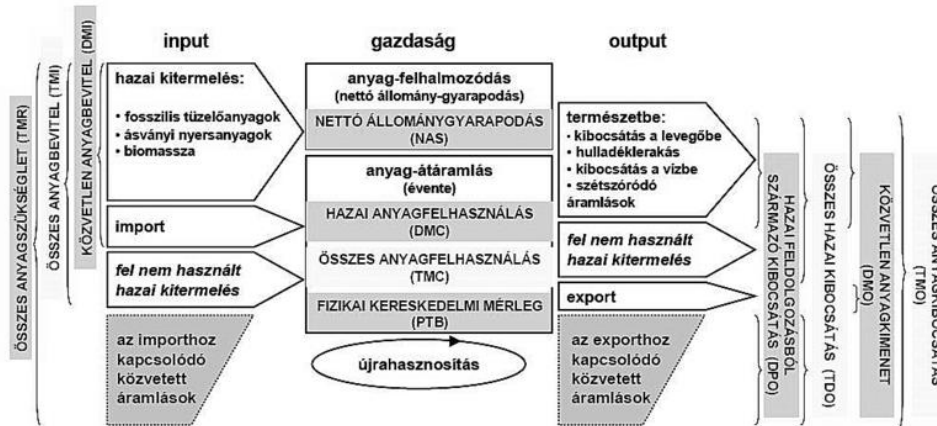 input
gazdaság
output
ÖSSZES ANYAGSZÜKSÉGLET (TMR)
ÖSSZES ANYAGBEVITEL (TMI)
KÖZVETLEN ANYAGBEVITEL (DMI)
hazai kitermelés:
• fosszilis tüzelőanyagok
• ásványi nyersanyagok
• biomassza
import
fel nem használt
hazai kitermelés
az importhoz
kapcsolódó
közvetett
áramlások
anyag-felhalmozódás
(nettó állomány-gyarapodás)
NETTÓ ÁLLOMÁNYGYARAPODÁS
(NAS)
anyag-átáramlás
(évente)
HAZAI ANYAGFELHASZNÁLÁS
(DMC)
ÖSSZES ANYAGFELHASZNÁLÁS
(TMC)
FIZIKAI KERESKEDELMI MÉRLEG
(PTB)
újrahasznosítás
természetbe:
• kibocsátás a levegőbe
• hulladéklerakás
• kibocsátás a vízbe
• szétszóródó
áramlások
fel nem használt
hazai kitermelés
export
az exporthoz
kapcsolódó
közvetett
áramlások
HAZAI FELDOLGOZÁSBÓL
SZÁRMAZÓ KIBOCSÁTÁS (DPO)
ÖSSZES HAZAI KIBOCSÁTÁS (TDO)
KÖZVETLEN ANYAGKIMENET
(DMO)
ÖSSZES ANYAGKIBOCSÁTÁS
(TMO)